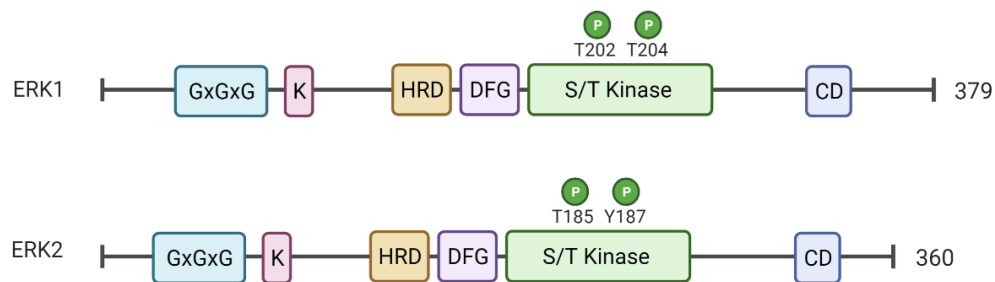 P P
T202 T204
ERK1 GxGxG K HRD DFG S/T Kinase CD 379
P P
T185 Y187
ERK2 GxGxG K HRD DFG S/T Kinase CD 360